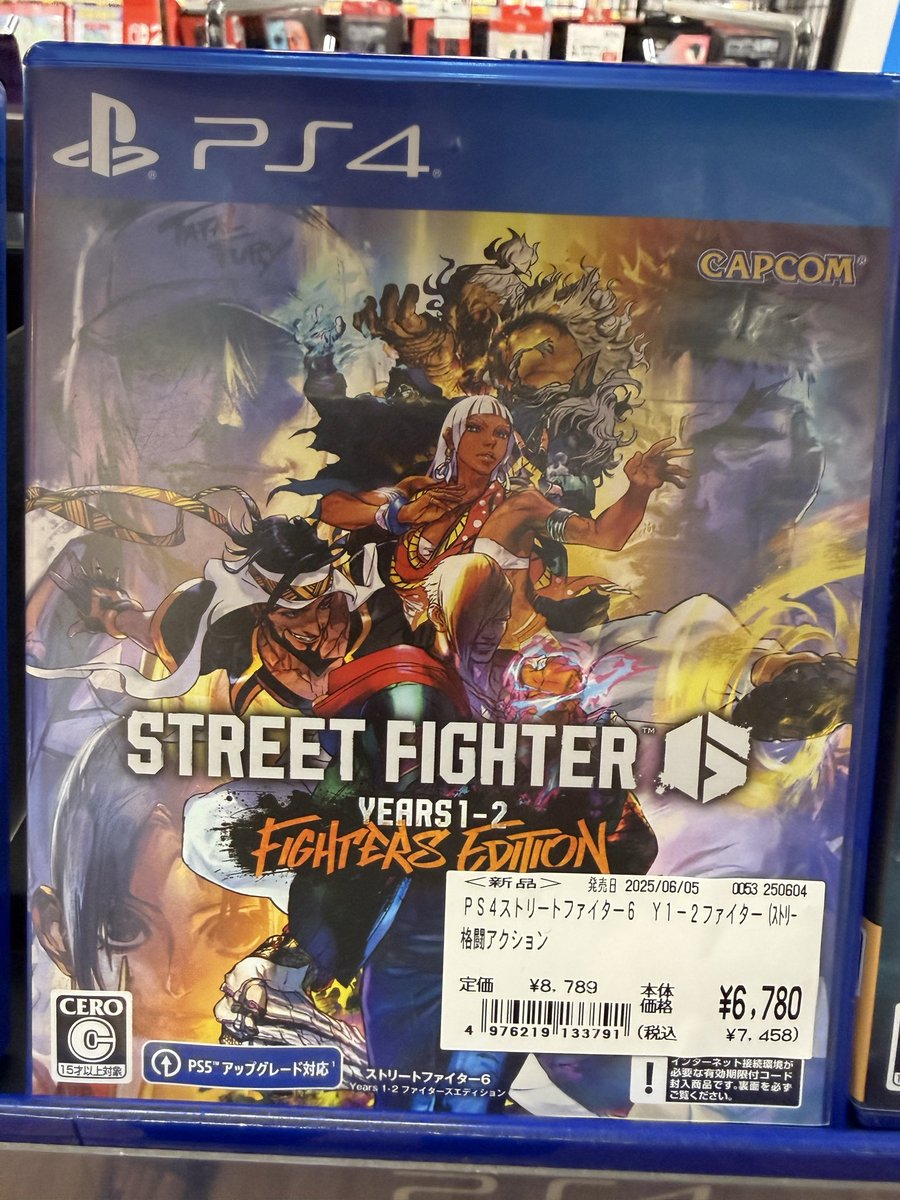 PS4
CAPCOM
FATAL FURY
STREET FIGHTER™ 6
YEARS 1-2
FIGHTERS EDITION
<新品> 発売日 2025/06/05 0053 250604
PS4ストリートファイター6 Y1-2ファイター(ｽﾄﾘｰ
格闘アクション
定価 ¥8.789 本体価格 ¥6,780
4 976219 133791 (税込 ¥7.458)
CERO
C
15才以上対象
PS5™ アップグレード対応
ストリートファイター6
Years 1-2 ファイターズエディション
!
インターネット接続環境が
必要な有効期限付コード
封入商品です。裏面を必ず
ご覧ください。